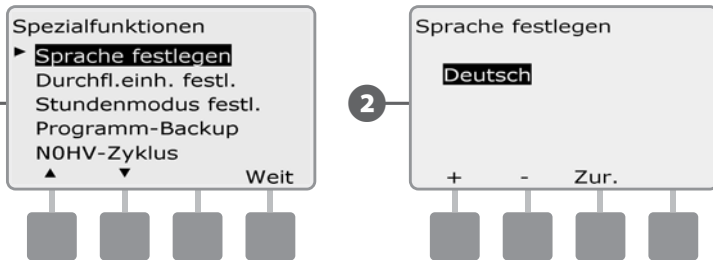 Spezialfunktionen
► Sprache festlegen
Durchfl.einh. festl.
Stundenmodus festl.
Programm-Backup
N0HV-Zyklus
▲ ▼ Weit
2
Sprache festlegen
Deutsch
+ - Zur.